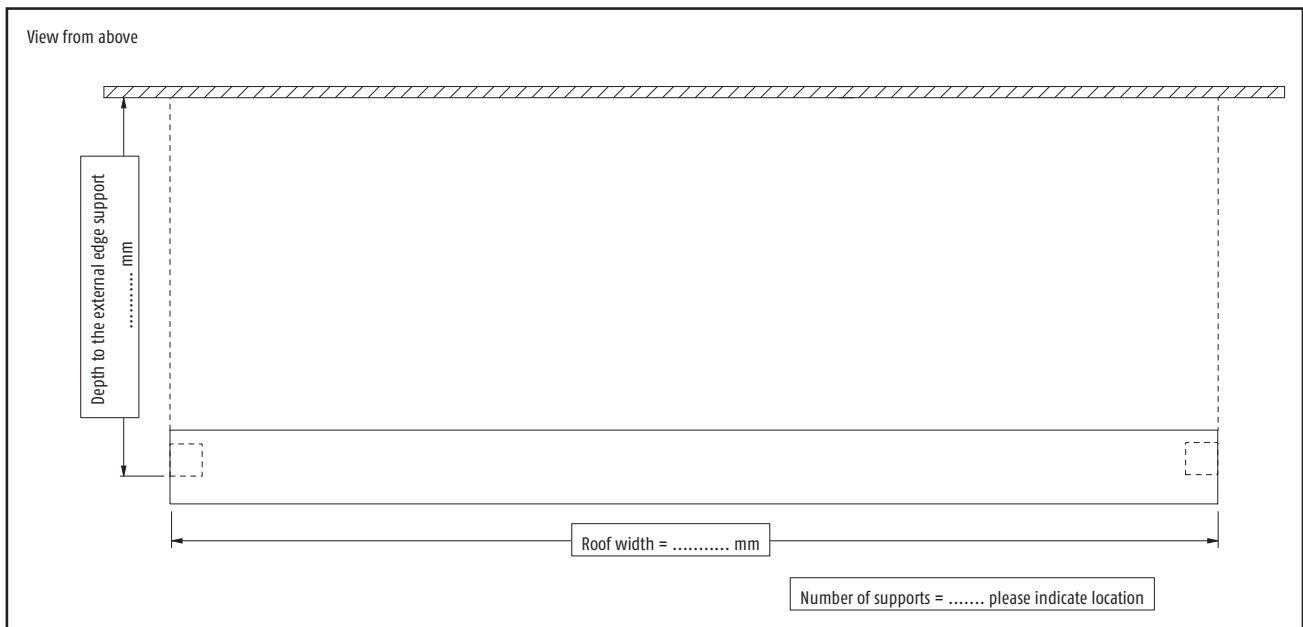 View from above
Depth to the external edge support
........... mm
Roof width = ........... mm
Number of supports = ....... please indicate location